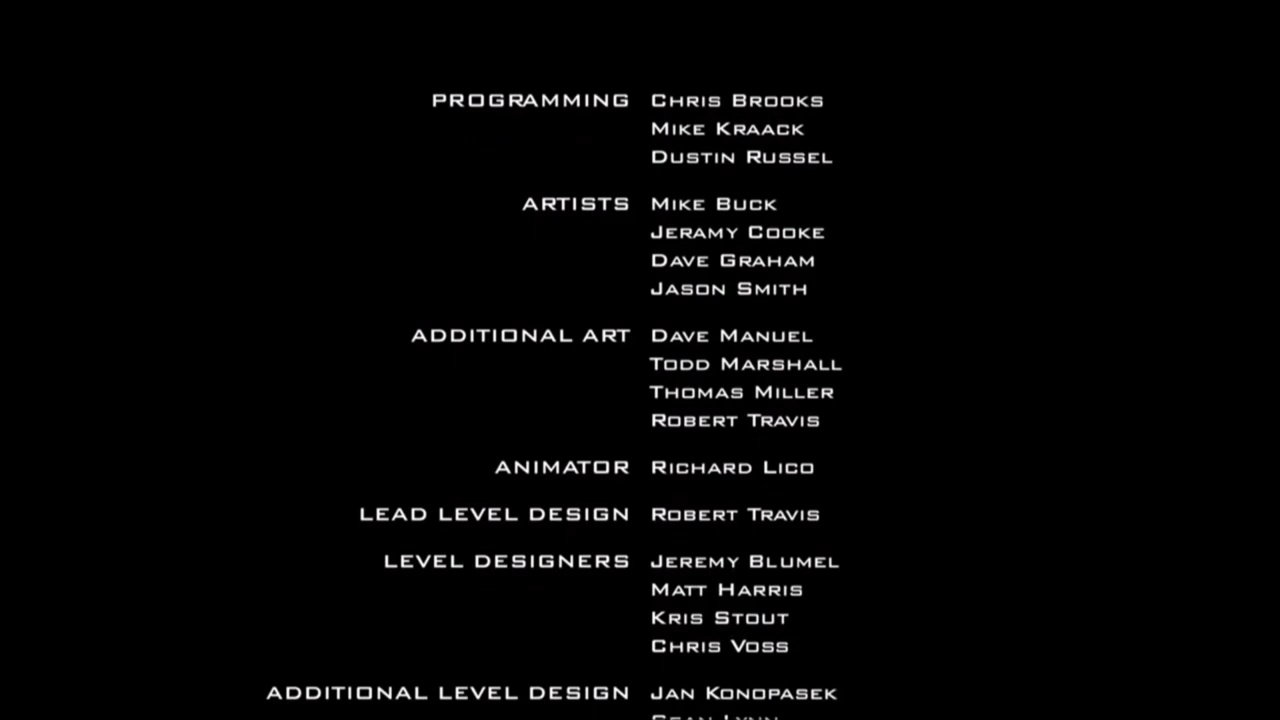 PROGRAMMING CHRIS BROOKS
MIKE KRAACK
DUSTIN RUSSEL
ARTISTS MIKE BUCK
JERAMY COOKE
DAVE GRAHAM
JASON SMITH
ADDITIONAL ART DAVE MANUEL
TODD MARSHALL
THOMAS MILLER
ROBERT TRAVIS
ANIMATOR RICHARD LICO
LEAD LEVEL DESIGN ROBERT TRAVIS
LEVEL DESIGNERS JEREMY BLUMEL
MATT HARRIS
KRIS STOUT
CHRIS VOSS
ADDITIONAL LEVEL DESIGN JAN KONOPASEK